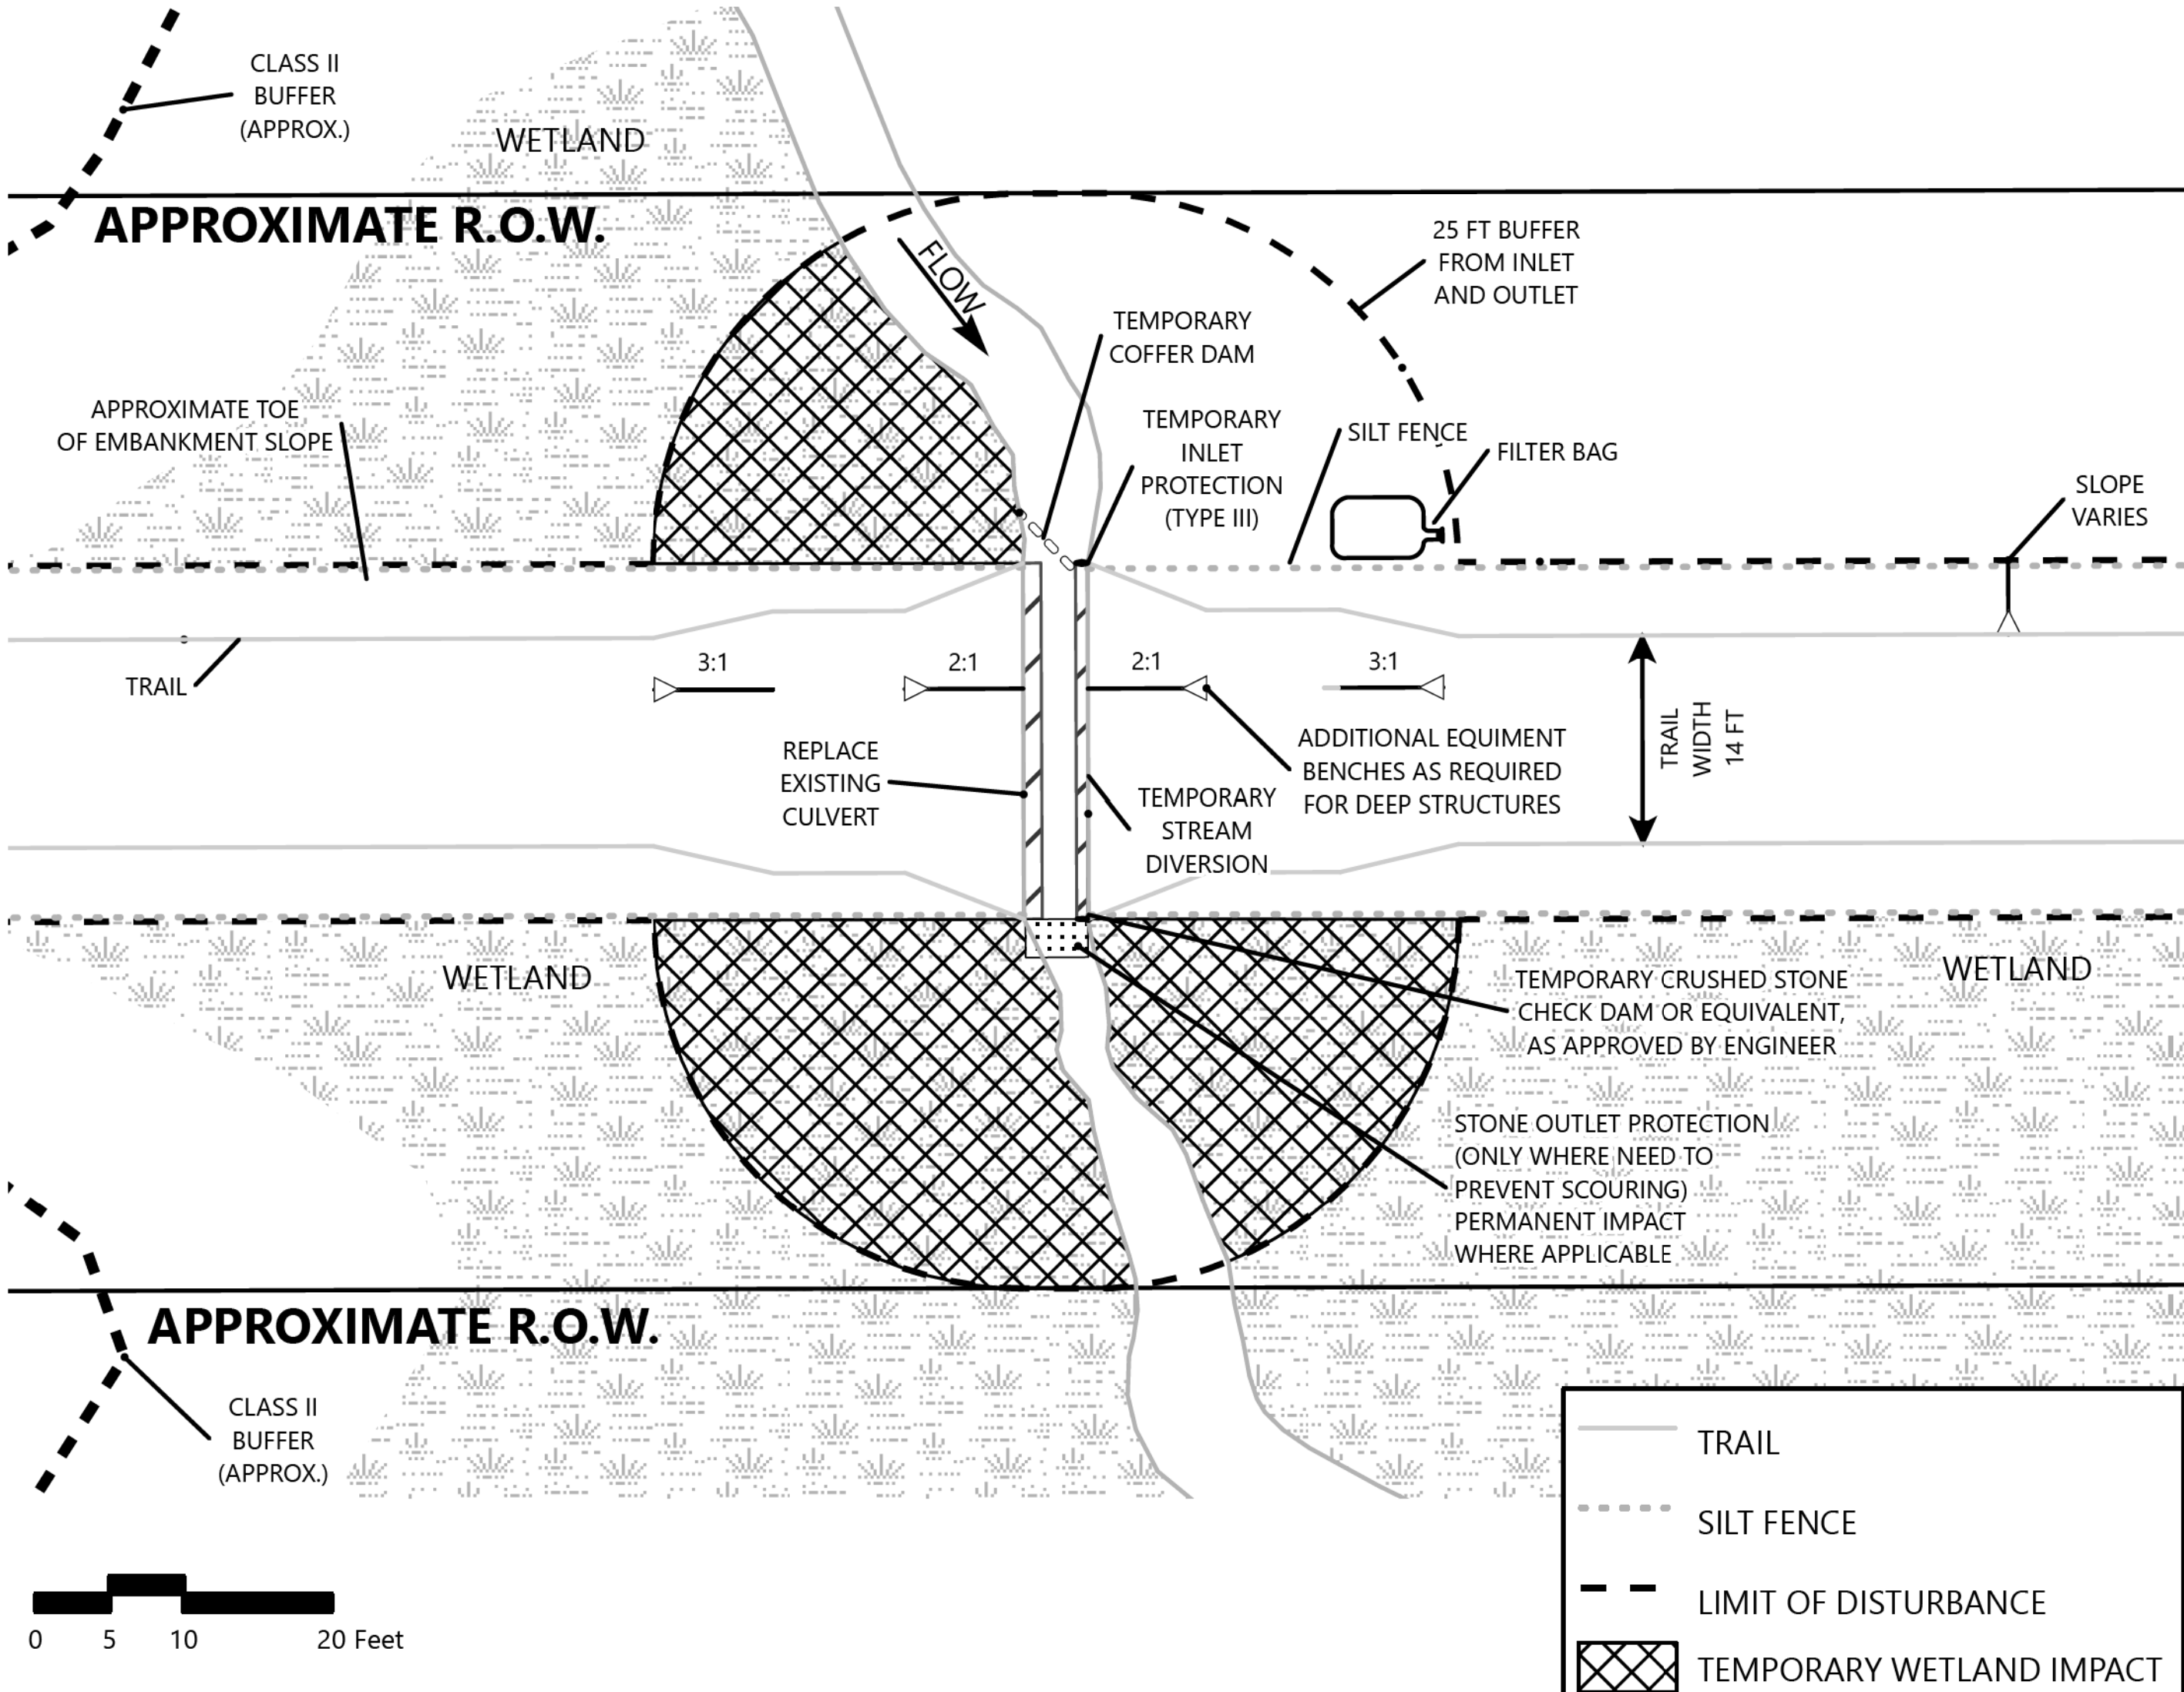 CLASS II
BUFFER
(APPROX.)
WETLAND
APPROXIMATE R.O.W.
FLOW
25 FT BUFFER
FROM INLET
AND OUTLET
TEMPORARY
COFFER DAM
APPROXIMATE TOE
OF EMBANKMENT SLOPE
TEMPORARY
INLET
PROTECTION
(TYPE III)
SILT FENCE
FILTER BAG
SLOPE
VARIES
TRAIL
3:1
2:1
2:1
3:1
TRAIL
WIDTH
14 FT
REPLACE
EXISTING
CULVERT
TEMPORARY
STREAM
DIVERSION
ADDITIONAL EQUIMENT
BENCHES AS REQUIRED
FOR DEEP STRUCTURES
WETLAND
TEMPORARY CRUSHED STONE
CHECK DAM OR EQUIVALENT,
AS APPROVED BY ENGINEER
WETLAND
STONE OUTLET PROTECTION
(ONLY WHERE NEED TO
PREVENT SCOURING)
PERMANENT IMPACT
WHERE APPLICABLE
APPROXIMATE R.O.W.
CLASS II
BUFFER
(APPROX.)
0 5 10 20 Feet
TRAIL
SILT FENCE
LIMIT OF DISTURBANCE
TEMPORARY WETLAND IMPACT